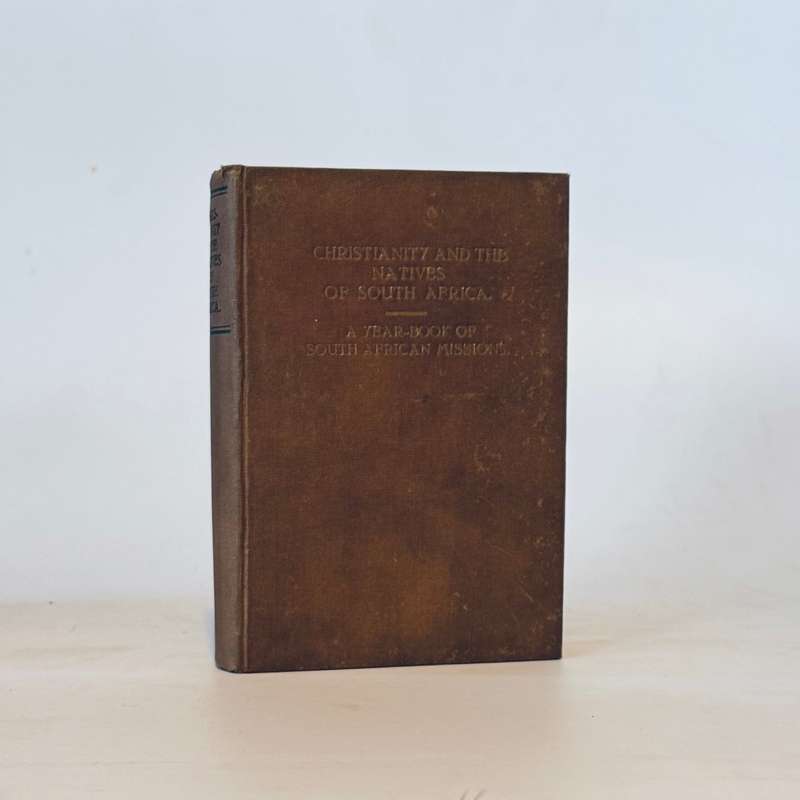 CHRISTIANITY AND THE
NATIVES
OF SOUTH AFRICA.
A YEAR-BOOK OF
SOUTH AFRICAN MISSIONS.